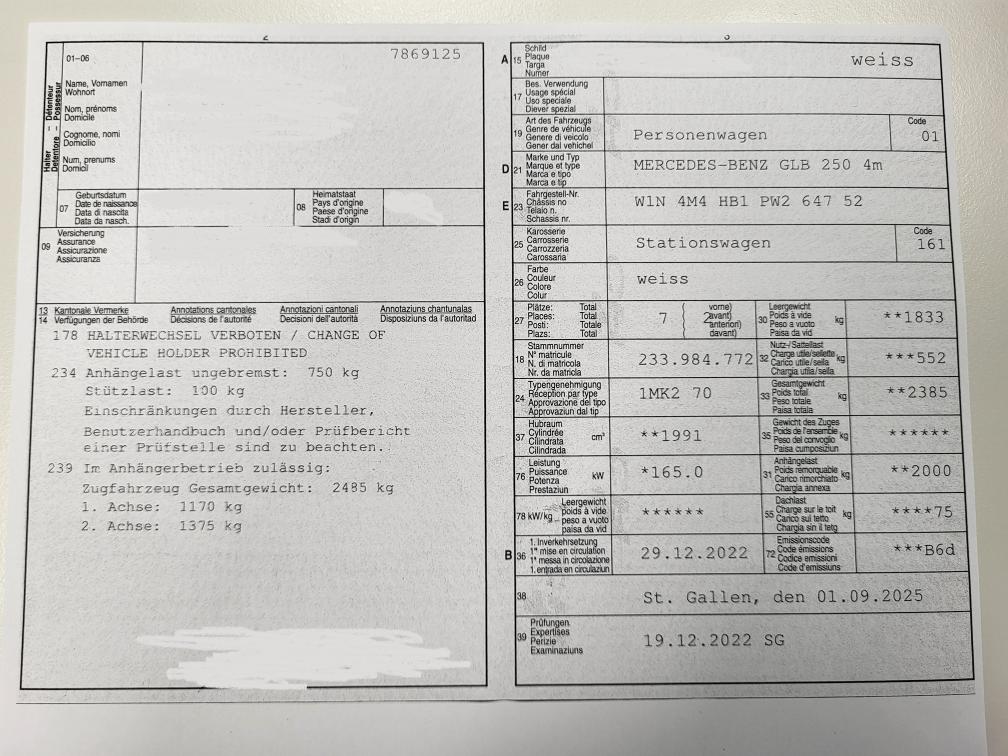 01-06
7869125
Halter – Détenteur
Detentore – Possessur
Name, Vornamen
Wohnort
Nom, prénoms
Domicile
Cognome, nomi
Domicilio
Num, prenums
Domicil
07
Geburtsdatum
Date de naissance
Data di nascita
Data da nasch.
08
Heimatstaat
Pays d'origine
Paese d'origine
Stadi d'origin
09
Versicherung
Assurance
Assicurazione
Assicuranza
13 Kantonale Vermerke Annotations cantonales Annotazioni cantonali Annotaziuns chantunalas
14 Verfügungen der Behörde Décisions de l'autorité Decisioni dell'autorità Disposiziuns da l'autoritad
178 HALTERWECHSEL VERBOTEN / CHANGE OF
VEHICLE HOLDER PROHIBITED
234 Anhängelast ungebremst: 750 kg
Stützlast: 100 kg
Einschränkungen durch Hersteller,
Benutzerhandbuch und/oder Prüfbericht
einer Prüfstelle sind zu beachten.
239 Im Anhängerbetrieb zulässig:
Zugfahrzeug Gesamtgewicht: 2485 kg
1. Achse: 1170 kg
2. Achse: 1375 kg
A 15
Schild
Plaque
Targa
Numer
weiss
17
Bes. Verwendung
Usage spécial
Uso speciale
Diever spezial
19
Art des Fahrzeugs
Genre de véhicule
Genere di veicolo
Gener dal vehichel
Personenwagen
Code
01
D 21
Marke und Typ
Marque et type
Marca e tipo
Marca e tip
MERCEDES-BENZ GLB 250 4m
E 23
Fahrgestell-Nr.
Châssis no
Telaio n.
Schassis nr.
W1N 4M4 HB1 PW2 647 52
25
Karosserie
Carrosserie
Carrozzeria
Carossaria
Stationswagen
Code
161
26
Farbe
Couleur
Colore
Colur
weiss
27
Plätze: Total
Places: Total
Posti: Totale
Plazs: Total
7
( vorne)
2avant)
anteriori)
davant)
30
Leergewicht
Poids à vide
Peso a vuoto
Paisa da vid
kg
**1833
18
Stammnummer
N° matricule
N. di matricola
Nr. da matricla
233.984.772
32
Nutz-/Sattellast
Charge utile/sellette
Carico utile/sella
Chargia utila/sella
kg
***552
24
Typengenehmigung
Réception par type
Approvazione del tipo
Approvaziun dal tip
1MK2 70
33
Gesamtgewicht
Poids total
Peso totale
Paisa totala
kg
**2385
37
Hubraum
Cylindrée
Cilindrata
Cilindrada
cm³
**1991
35
Gewicht des Zuges
Poids de l'ensemble
Peso del convoglio
Paisa cumposiziun
kg
******
76
Leistung
Puissance
Potenza
Prestaziun
kW
*165.0
31
Anhängelast
Poids remorquable
Carico rimorchiato
Chargia annexa
kg
**2000
78 kW/kg
Leergewicht
poids à vide
peso a vuoto
paisa da vid
******
55
Dachlast
Charge sur le toit
Carico sul tetto
Chargia sin il tetg
kg
****75
B 36
1. Inverkehrsetzung
1re mise en circulation
1a messa in circolazione
1. entrada en circulaziun
29.12.2022
72
Emissionscode
Code émissions
Codice emissioni
Code d'emissiuns
***B6d
38
St. Gallen, den 01.09.2025
39
Prüfungen
Expertises
Perizie
Examinaziuns
19.12.2022 SG